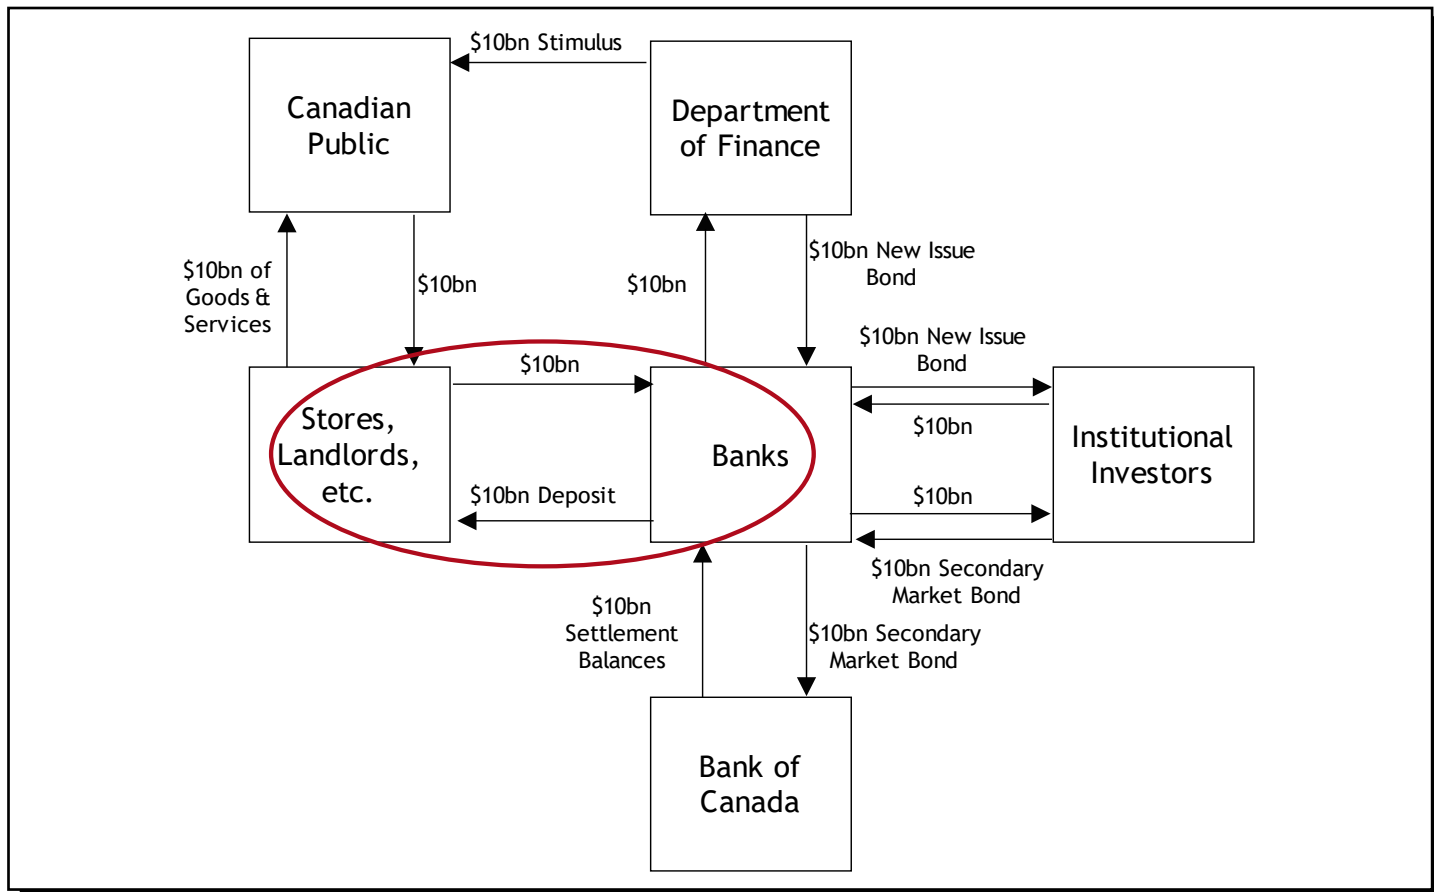 $10bn Stimulus
Canadian
Public
Department
of Finance
$10bn of
Goods &
Services
$10bn
$10bn
$10bn New Issue
Bond
$10bn New Issue
Bond
$10bn
$10bn
Stores,
Landlords,
etc.
Banks
Institutional
Investors
$10bn Deposit
$10bn
$10bn Secondary
Market Bond
$10bn
Settlement
Balances
$10bn Secondary
Market Bond
Bank of
Canada